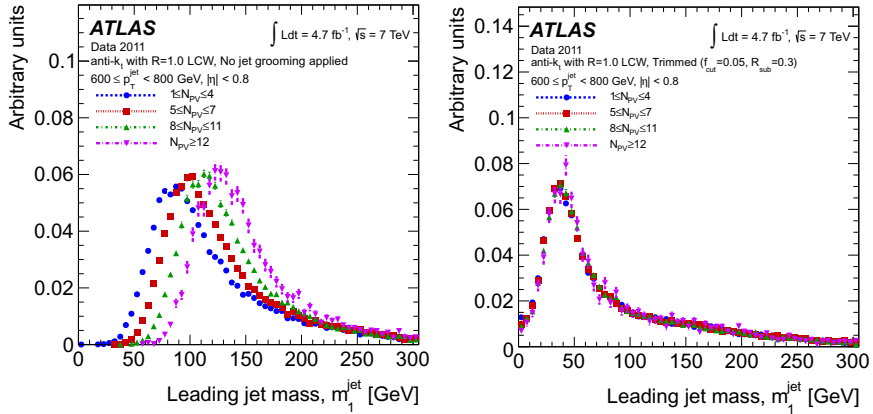 ATLAS
∫ Ldt = 4.7 fb⁻¹, √s = 7 TeV
Data 2011
anti-kₜ with R=1.0 LCW, No jet grooming applied
600 ≤ p_T^jet < 800 GeV, |η| < 0.8
1≤N_PV≤4
5≤N_PV≤7
8≤N_PV≤11
N_PV≥12
Arbitrary units
0.1
0.08
0.06
0.04
0.02
0
0 50 100 150 200 250 300
Leading jet mass, m_1^jet [GeV]
ATLAS
∫ Ldt = 4.7 fb⁻¹, √s = 7 TeV
Data 2011
anti-kₜ with R=1.0 LCW, Trimmed (f_cut=0.05, R_sub=0.3)
600 ≤ p_T^jet < 800 GeV, |η| < 0.8
1≤N_PV≤4
5≤N_PV≤7
8≤N_PV≤11
N_PV≥12
Arbitrary units
0.14
0.12
0.1
0.08
0.06
0.04
0.02
0
0 50 100 150 200 250 300
Leading jet mass, m_1^jet [GeV]